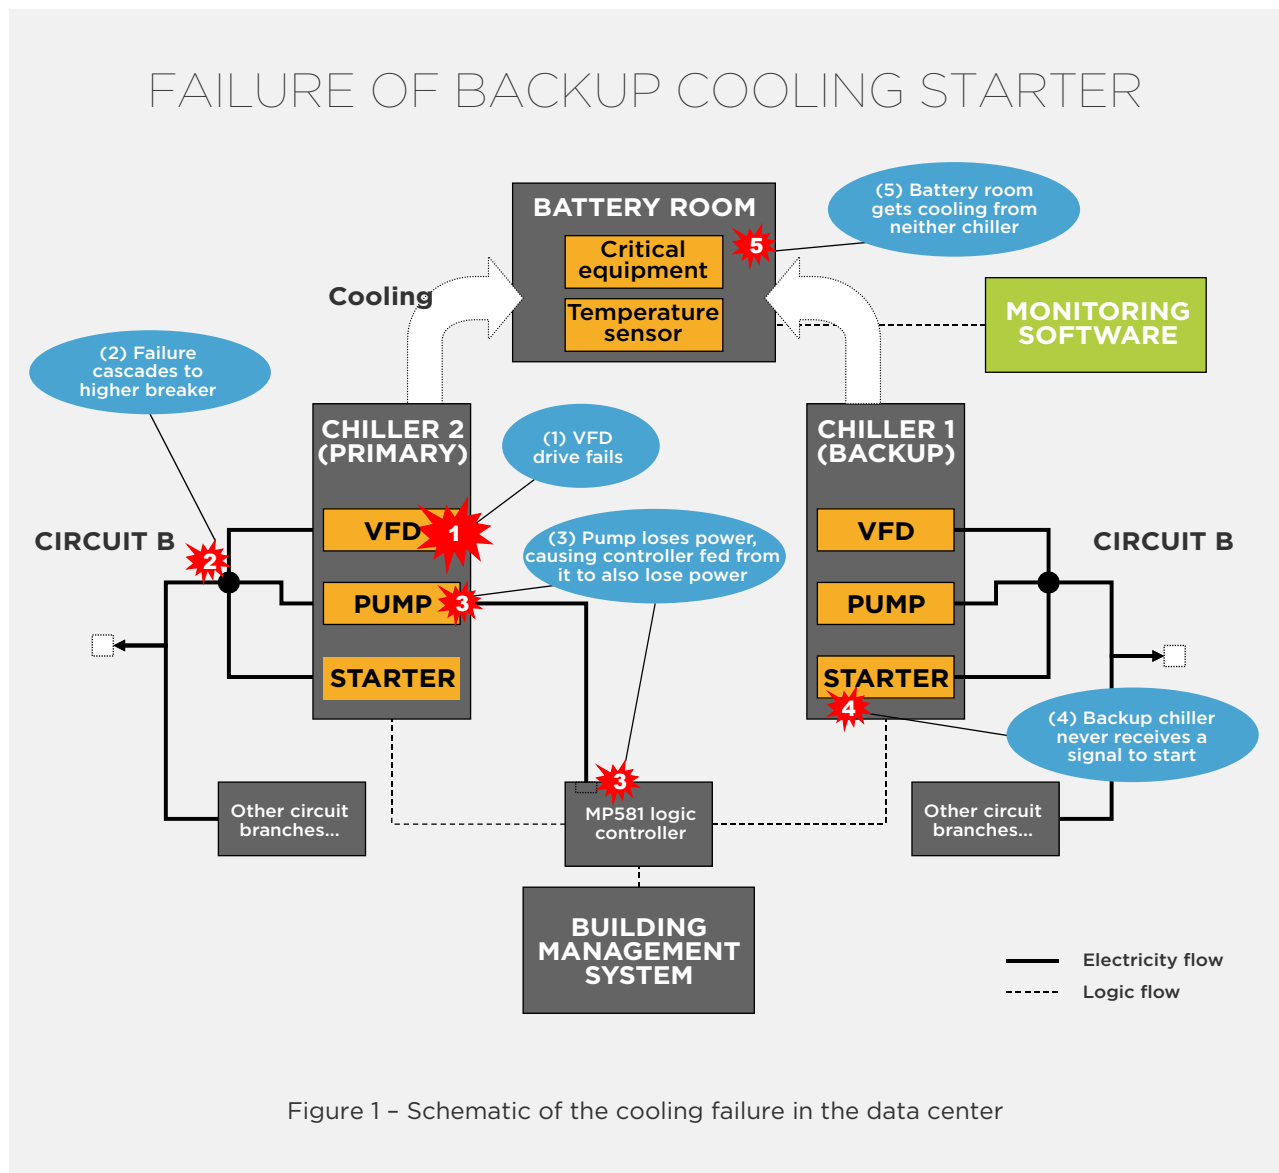 FAILURE OF BACKUP COOLING STARTER
BATTERY ROOM
Critical
equipment
Temperature
sensor
5
(5) Battery room
gets cooling from
neither chiller
Cooling
MONITORING
SOFTWARE
(2) Failure
cascades to
higher breaker
CHILLER 2
(PRIMARY)
(1) VFD
drive fails
CHILLER 1
(BACKUP)
CIRCUIT B
2
VFD
1
PUMP
3
STARTER
(3) Pump loses power,
causing controller fed from
it to also lose power
VFD
PUMP
STARTER
4
CIRCUIT B
(4) Backup chiller
never receives a
signal to start
Other circuit
branches...
3
MP581 logic
controller
Other circuit
branches...
BUILDING
MANAGEMENT
SYSTEM
Electricity flow
Logic flow
Figure 1 – Schematic of the cooling failure in the data center